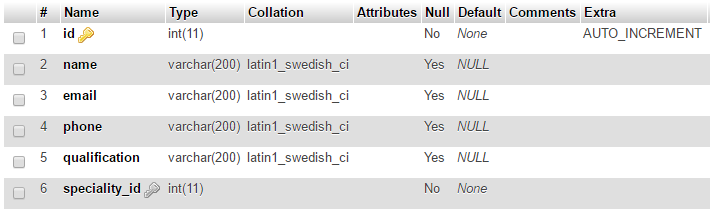 # Name Type Collation Attributes Null Default Comments Extra
1 id int(11) No None AUTO_INCREMENT
2 name varchar(200) latin1_swedish_ci Yes NULL
3 email varchar(200) latin1_swedish_ci Yes NULL
4 phone varchar(200) latin1_swedish_ci Yes NULL
5 qualification varchar(200) latin1_swedish_ci Yes NULL
6 speciality_id int(11) No None